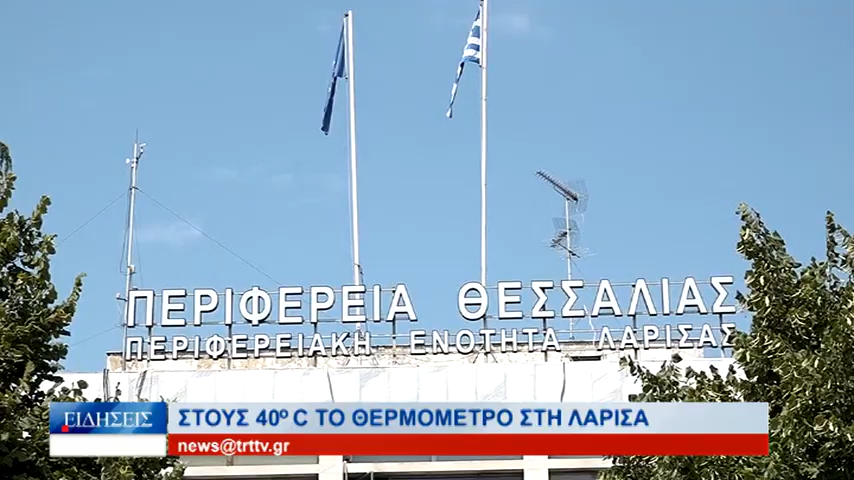 ΠΕΡΙΦΕΡΕΙΑ ΘΕΣΣΑΛΙΑΣ
ΠΕΡΙΦΕΡΕΙΑΚΗ ΕΝΟΤΗΤΑ ΛΑΡΙΣΑΣ
ΕΙΔΗΣΕΙΣ
ΣΤΟΥΣ 40º C ΤΟ ΘΕΡΜΟΜΕΤΡΟ ΣΤΗ ΛΑΡΙΣΑ
news@trttv.gr